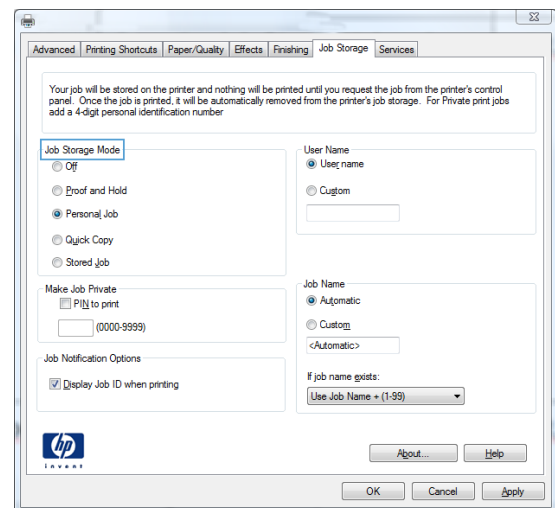 Advanced Printing Shortcuts Paper/Quality Effects Finishing Job Storage Services
Your job will be stored on the printer and nothing will be printed until you request the job from the printer's control
panel. Once the job is printed, it will be automatically removed from the printer's job storage. For Private print jobs
add a 4-digit personal identification number
Job Storage Mode
Off
Proof and Hold
Personal Job
Quick Copy
Stored Job
User Name
User name
Custom
Make Job Private
PIN to print
(0000-9999)
Job Name
Automatic
Custom
<Automatic>
If job name exists:
Use Job Name + (1-99)
Job Notification Options
Display Job ID when printing
hp
invent
About... Help
OK Cancel Apply